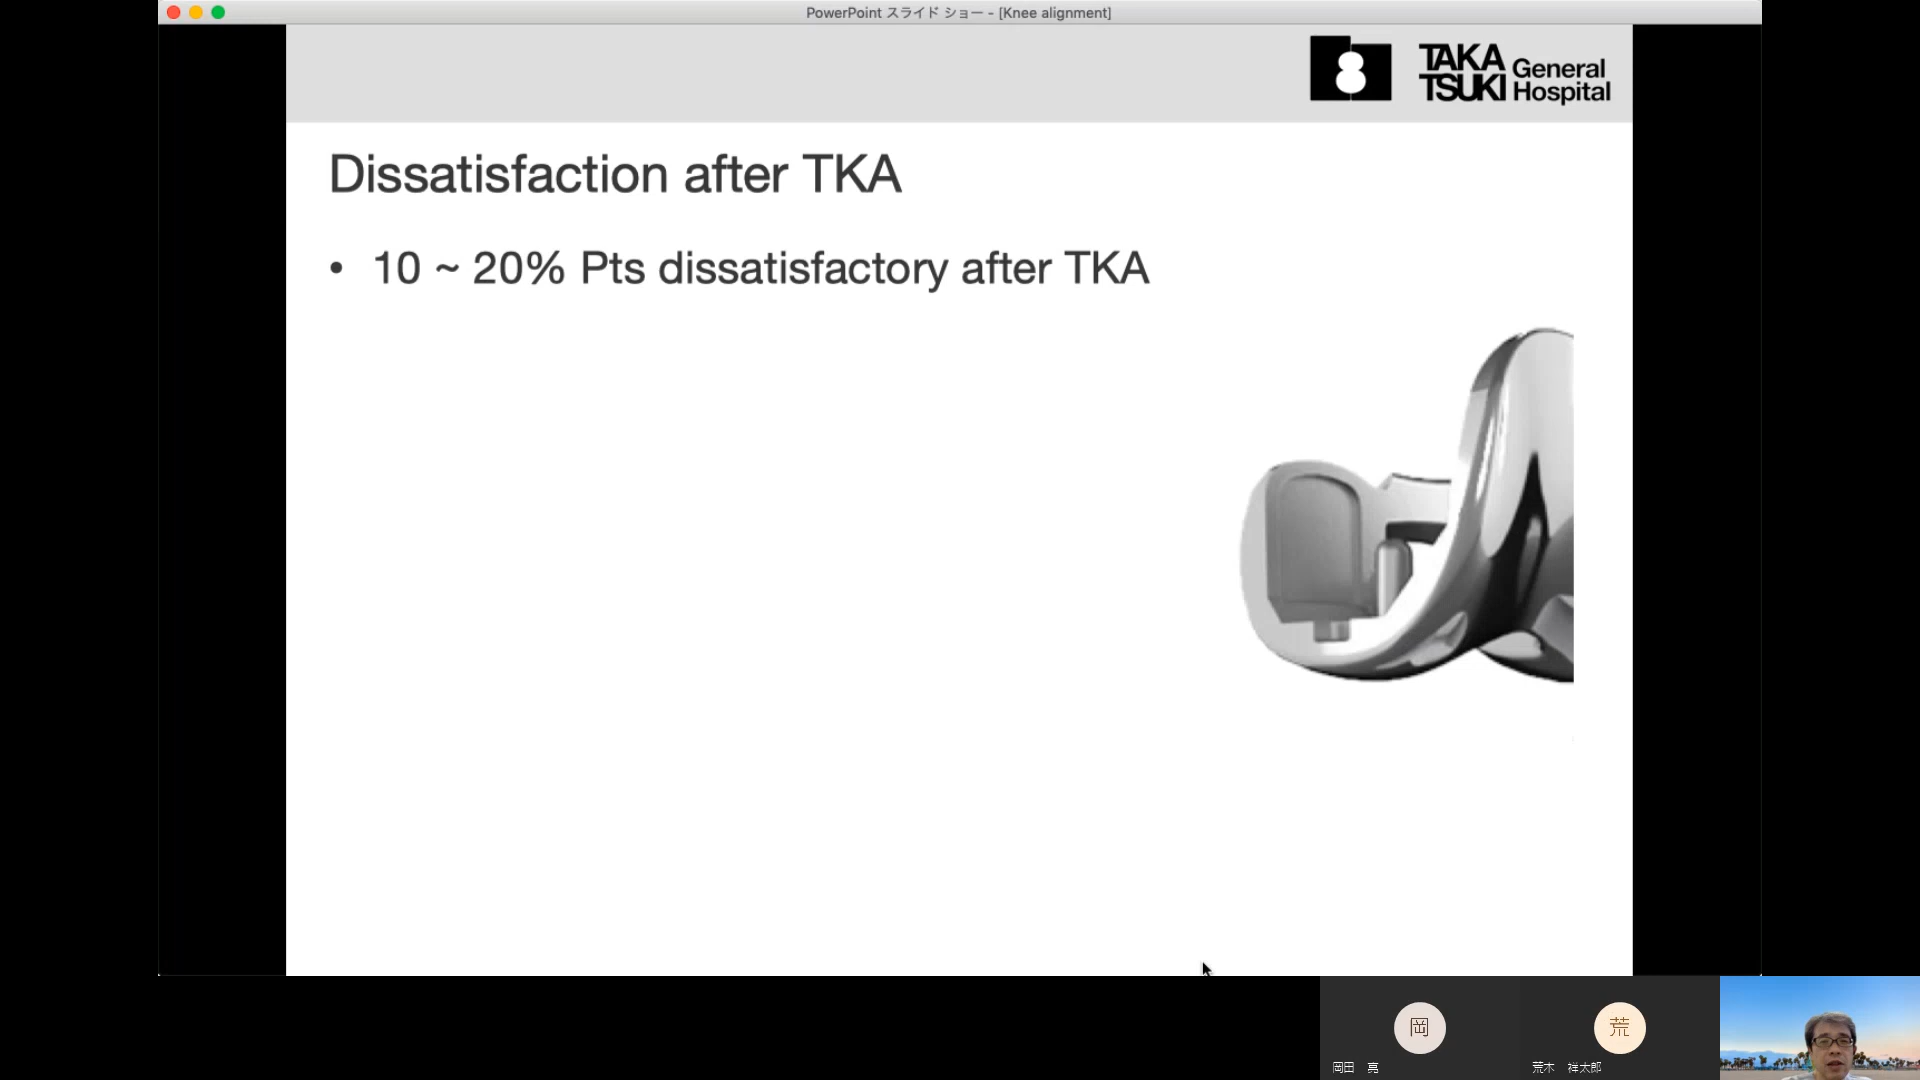 PowerPoint スライド ショー - [Knee alignment]
TAKA
TSUKI
General
Hospital
Dissatisfaction after TKA
• 10 ~ 20% Pts dissatisfactory after TKA
岡
荒
岡田 亮
荒木 祥太郎